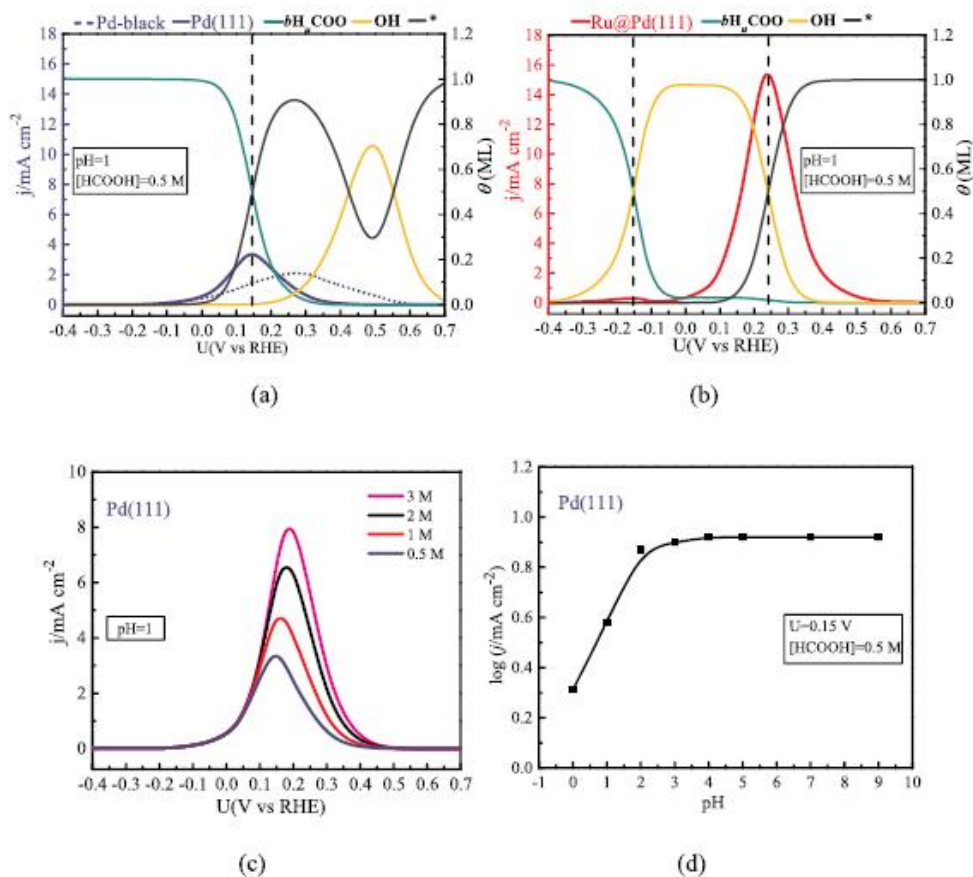 Pd-black Pd(111) bHaCOO OH *
18
16
14
12
10
8
6
4
2
0
j/mA cm-2
pH=1
[HCOOH]=0.5 M
1.2
1.0
0.8
0.6
0.4
0.2
0.0
θ (ML)
-0.4 -0.3 -0.2 -0.1 0.0 0.1 0.2 0.3 0.4 0.5 0.6 0.7
U(V vs RHE)
(a)
Ru@Pd(111) bHaCOO OH *
18
16
14
12
10
8
6
4
2
0
j/mA cm-2
pH=1
[HCOOH]=0.5 M
1.2
1.0
0.8
0.6
0.4
0.2
0.0
θ (ML)
-0.4 -0.3 -0.2 -0.1 0.0 0.1 0.2 0.3 0.4 0.5 0.6 0.7
U(V vs RHE)
(b)
10
8
6
4
2
0
j/mA cm-2
Pd(111)
3 M
2 M
1 M
0.5 M
pH=1
-0.4 -0.3 -0.2 -0.1 0.0 0.1 0.2 0.3 0.4 0.5 0.6 0.7
U(V vs RHE)
(c)
1.2
1.0
0.8
0.6
0.4
0.2
0.0
log (j/mA cm-2)
Pd(111)
U=0.15 V
[HCOOH]=0.5 M
-1 0 1 2 3 4 5 6 7 8 9 10
pH
(d)